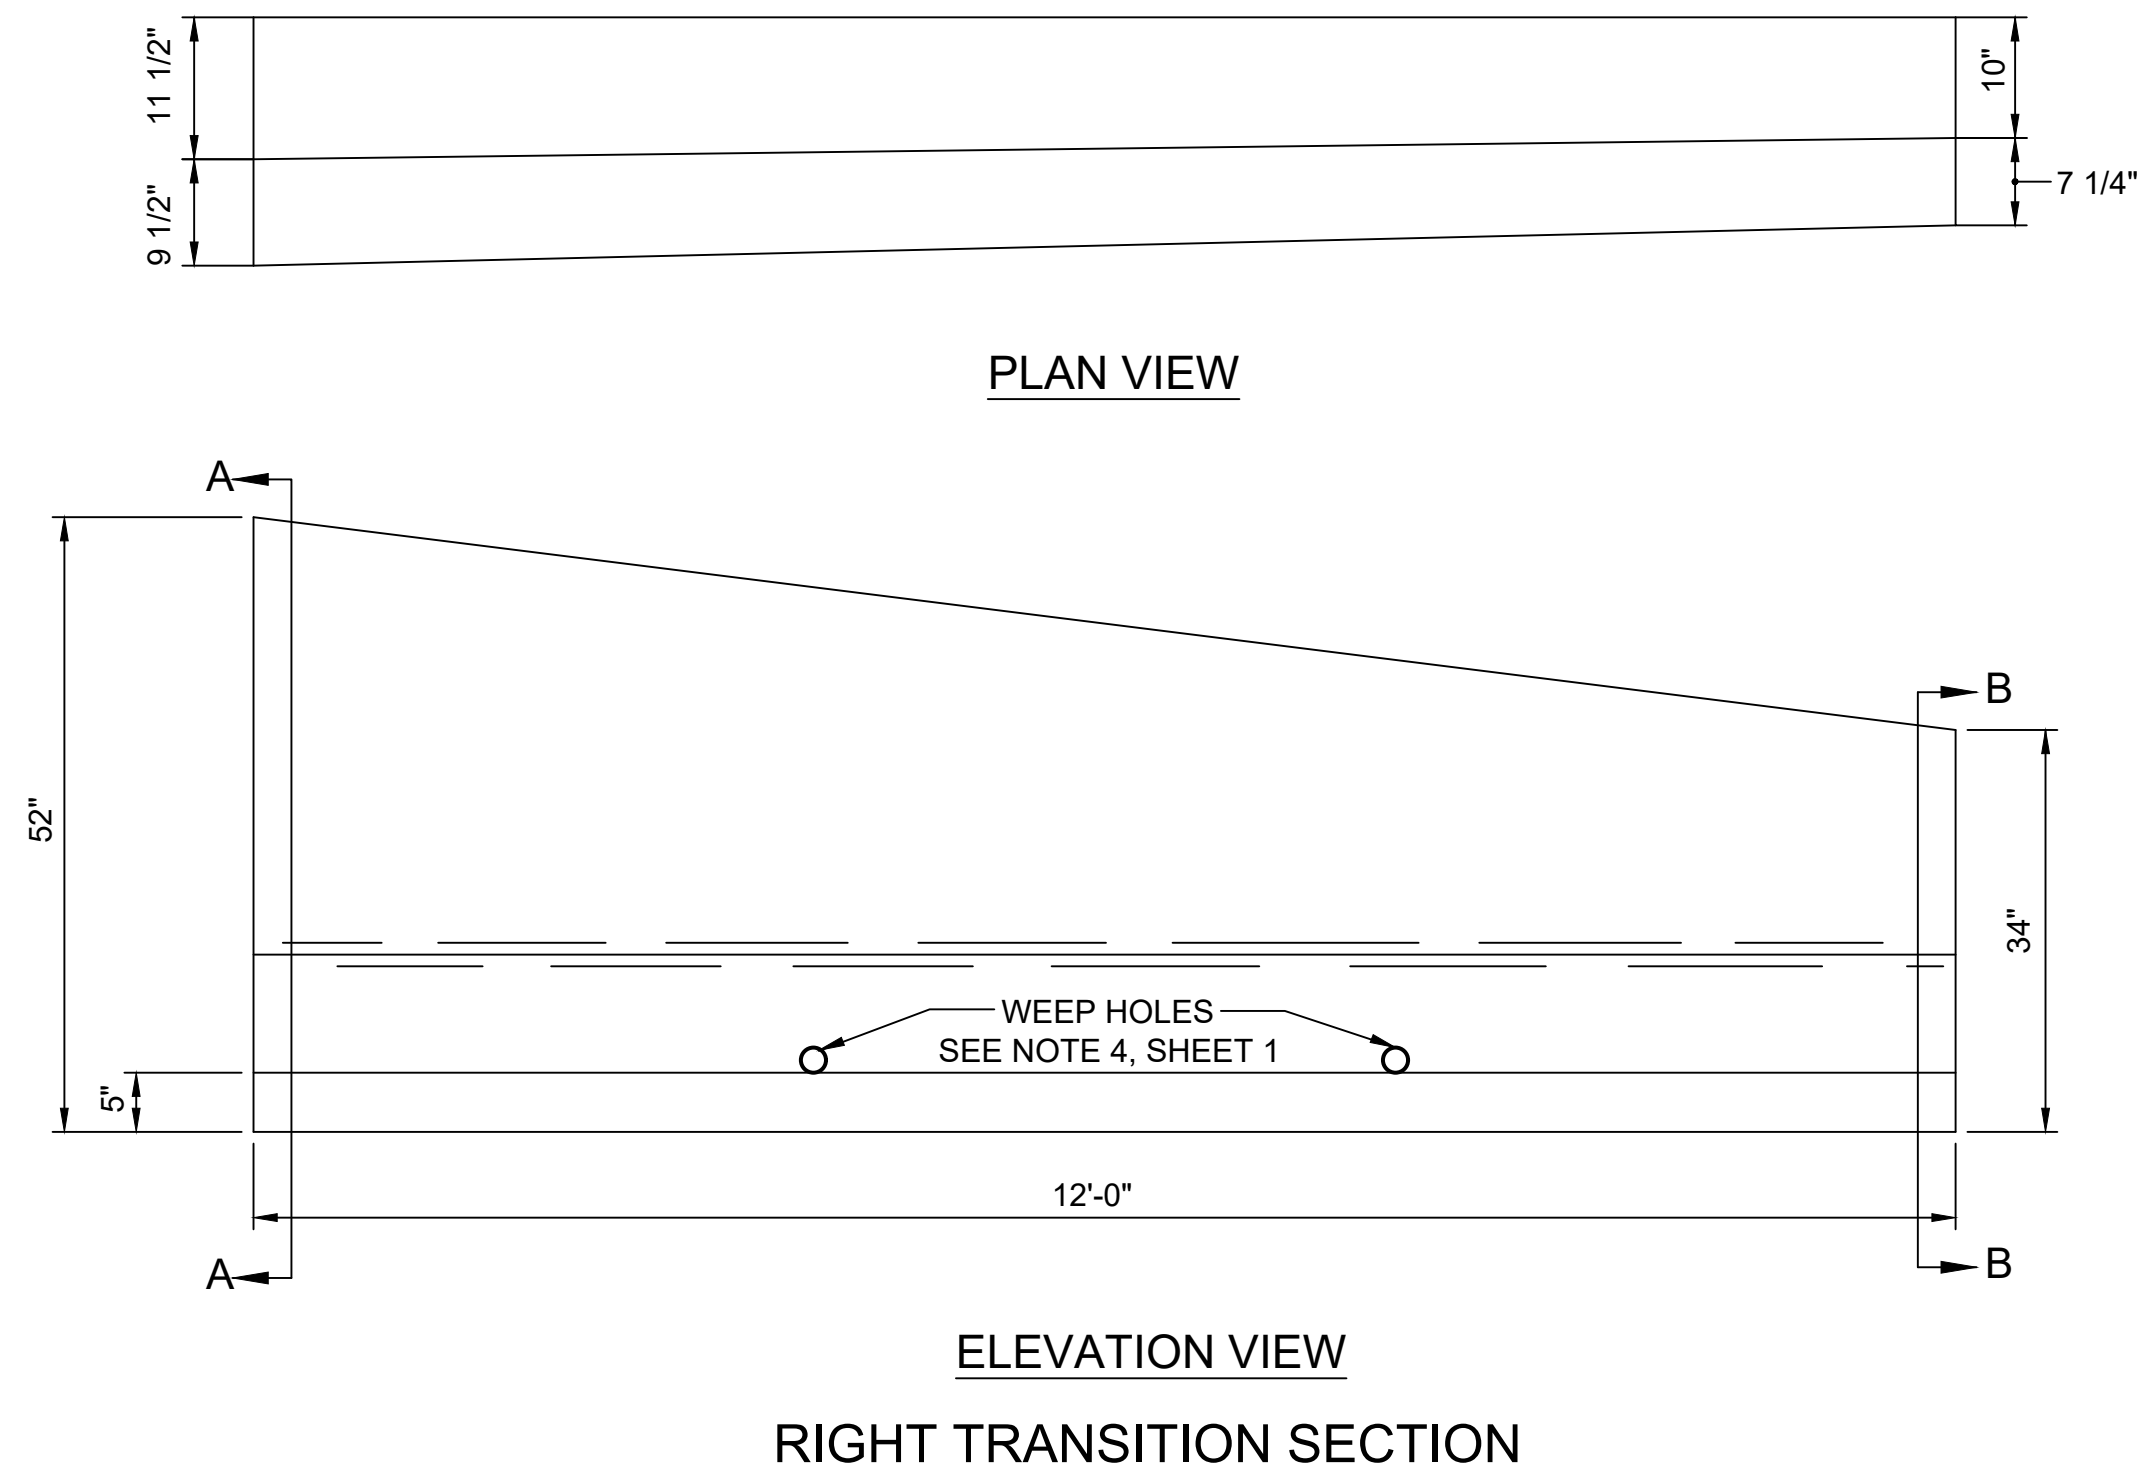 11 1/2"
10"
9 1/2"
7 1/4"
PLAN VIEW
A
B
52"
34"
WEEP HOLES
SEE NOTE 4, SHEET 1
5"
12'-0"
A
B
ELEVATION VIEW
RIGHT TRANSITION SECTION